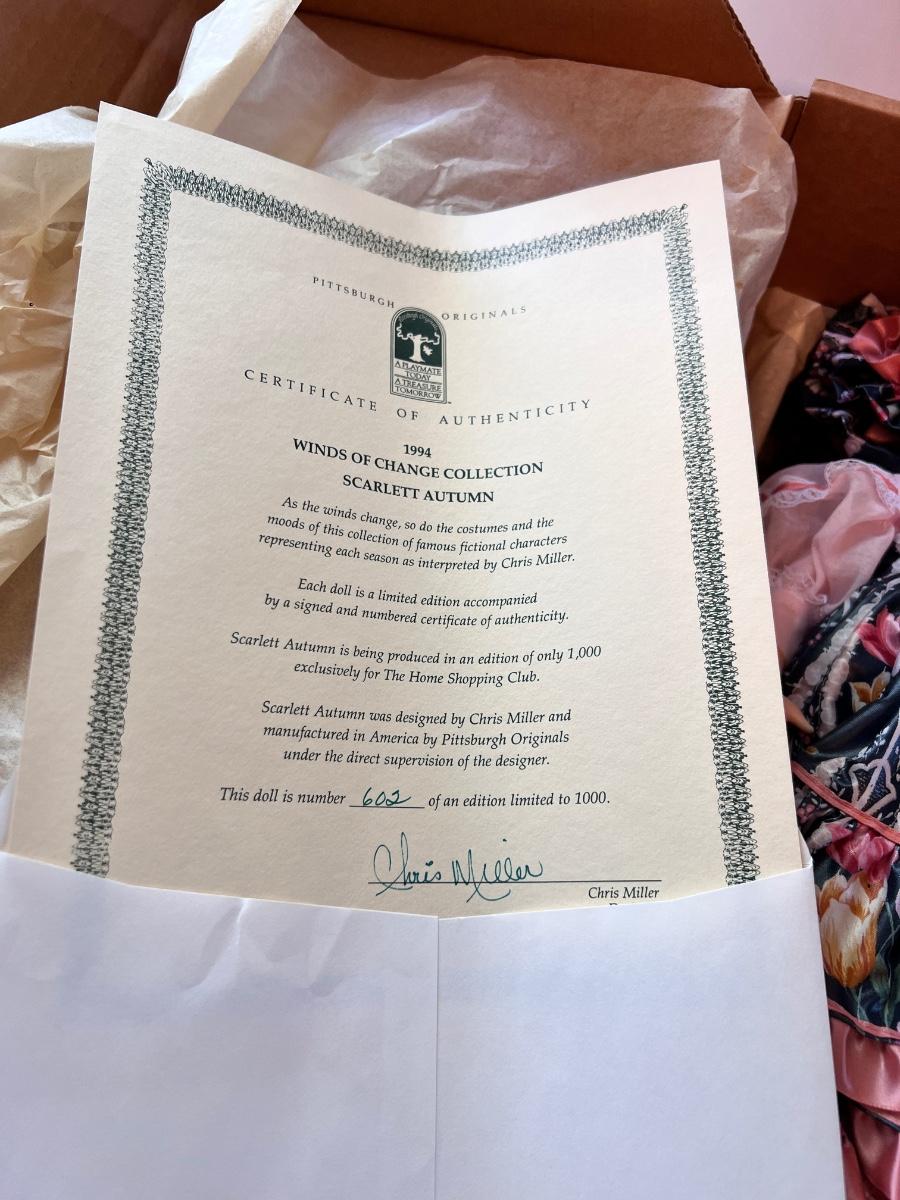 PITTSBURGH ORIGINALS
Pittsburgh Originals
A PLAYMATE
TODAY
A TREASURE
TOMORROW
CERTIFICATE OF AUTHENTICITY
1994
WINDS OF CHANGE COLLECTION
SCARLETT AUTUMN
As the winds change, so do the costumes and the
moods of this collection of famous fictional characters
representing each season as interpreted by Chris Miller.
Each doll is a limited edition accompanied
by a signed and numbered certificate of authenticity.
Scarlett Autumn is being produced in an edition of only 1,000
exclusively for The Home Shopping Club.
Scarlett Autumn was designed by Chris Miller and
manufactured in America by Pittsburgh Originals
under the direct supervision of the designer.
This doll is number 602 of an edition limited to 1000.
Chris Miller
Chris Miller